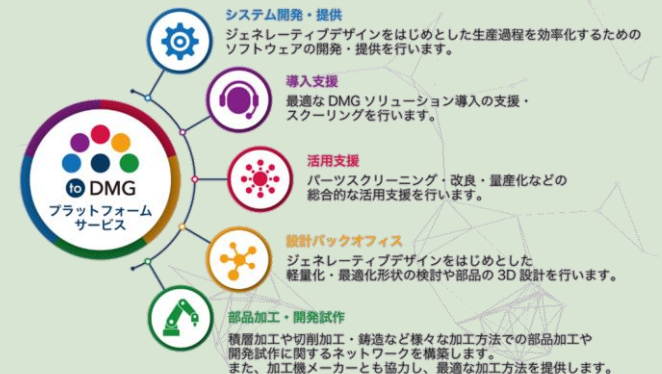 システム開発・提供
ジェネレーティブデザインをはじめとした生産過程を効率化するための
ソフトウェアの開発・提供を行います。
導入支援
最適な DMG ソリューション導入の支援・
スクーリングを行います。
to DMG
プラットフォーム
サービス
活用支援
パーツスクリーニング・改良・量産化などの
総合的な活用支援を行います。
設計バックオフィス
ジェネレーティブデザインをはじめとした
軽量化・最適化形状の検討や部品の 3D 設計を行います。
部品加工・開発試作
積層加工や切削加工・鋳造など様々な加工方法での部品加工や
開発試作に関するネットワークを構築します。
また、加工機メーカーとも協力し、最適な加工方法を提供します。